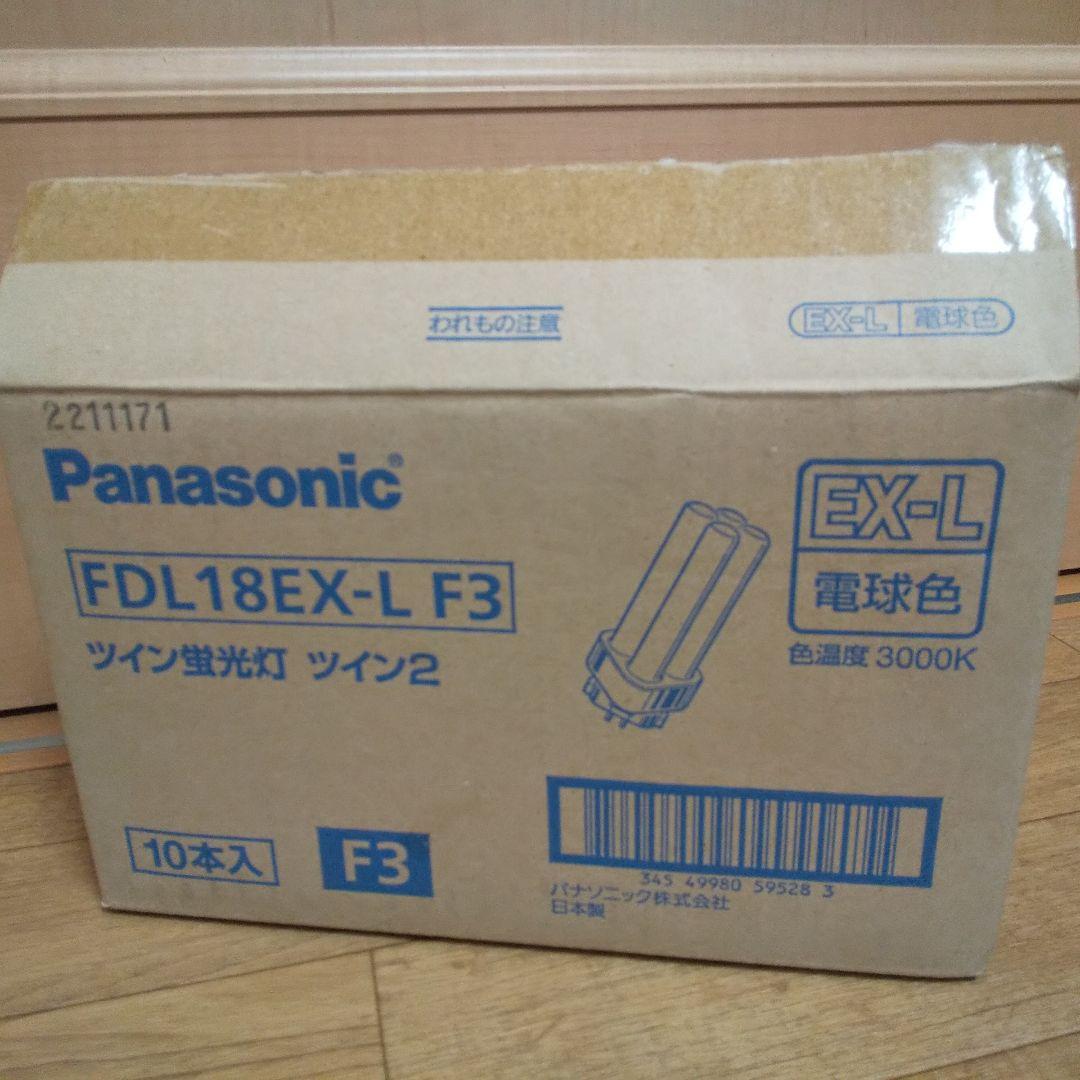 われもの注意
EX-L 電球色
2211171
Panasonic®
EX-L
電球色
色温度 3000K
FDL18EX-L F3
ツイン蛍光灯 ツイン2
10本入
F3
345 49980 59528 3
パナソニック株式会社
日本製